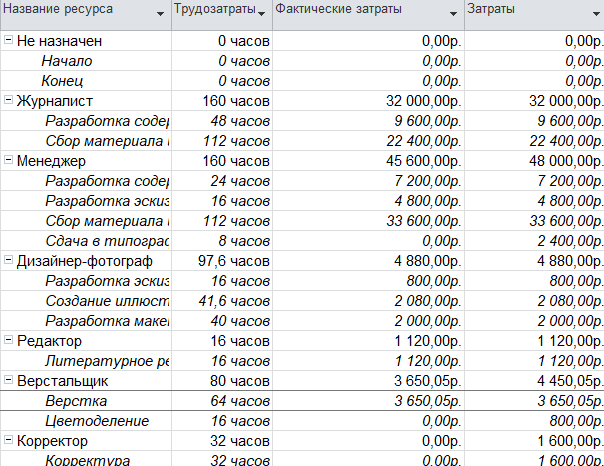 Название ресурса Трудозатраты Фактические затраты Затраты
Не назначен 0 часов 0,00р. 0,00р.
Начало 0 часов 0,00р. 0,00р.
Конец 0 часов 0,00р. 0,00р.
Журналист 160 часов 32 000,00р. 32 000,00р.
Разработка содер 48 часов 9 600,00р. 9 600,00р.
Сбор материала 112 часов 22 400,00р. 22 400,00р.
Менеджер 160 часов 45 600,00р. 48 000,00р.
Разработка содер 24 часов 7 200,00р. 7 200,00р.
Разработка эскиз 16 часов 4 800,00р. 4 800,00р.
Сбор материала 112 часов 33 600,00р. 33 600,00р.
Сдача в типограф 8 часов 0,00р. 2 400,00р.
Дизайнер-фотограф 97,6 часов 4 880,00р. 4 880,00р.
Разработка эскиз 16 часов 800,00р. 800,00р.
Создание иллюст 41,6 часов 2 080,00р. 2 080,00р.
Разработка маке 40 часов 2 000,00р. 2 000,00р.
Редактор 16 часов 1 120,00р. 1 120,00р.
Литературное ре 16 часов 1 120,00р. 1 120,00р.
Верстальщик 80 часов 3 650,05р. 4 450,05р.
Верстка 64 часов 3 650,05р. 3 650,05р.
Цветоделение 16 часов 0,00р. 800,00р.
Корректор 32 часов 0,00р. 1 600,00р.
Корректура 32 часов 0,00р. 1 600,00р.